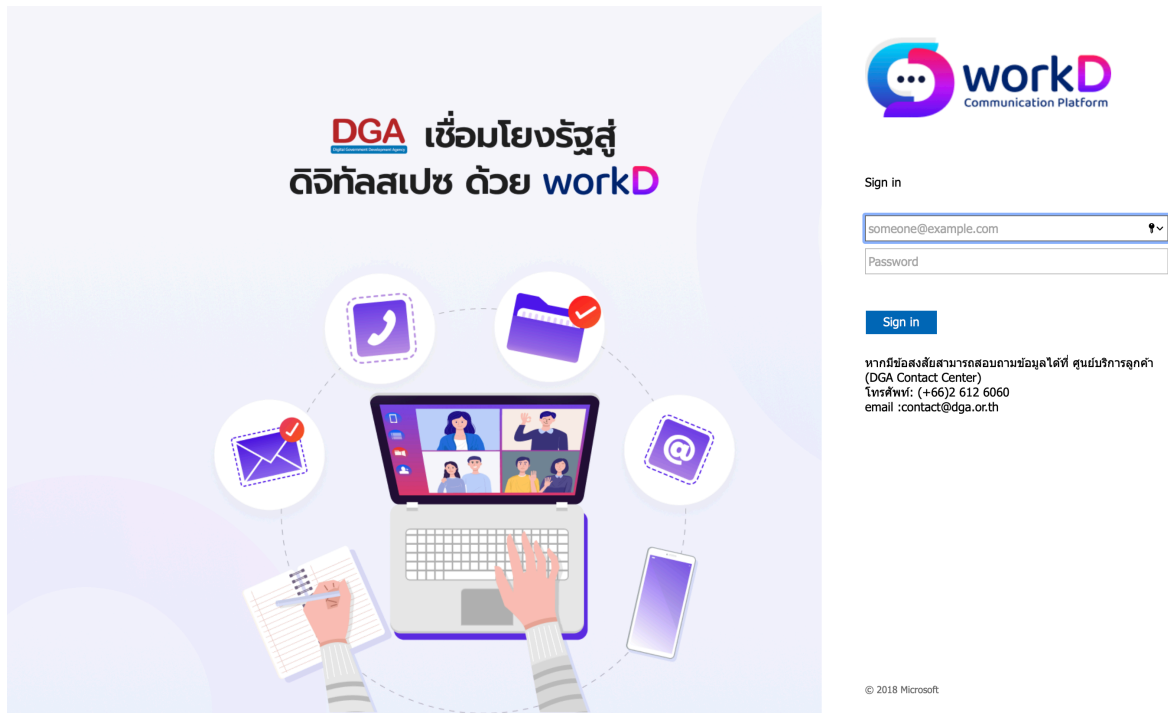 DGA เชื่อมโยงรัฐสู่
Digital Government Development Agency
ดิจิทัลสเปซ ด้วย workD
workD
Communication Platform
Sign in
someone@example.com
Password
Sign in
หากมีข้อสงสัยสามารถสอบถามข้อมูลได้ที่ ศูนย์บริการลูกค้า
(DGA Contact Center)
โทรศัพท์: (+66)2 612 6060
email :contact@dga.or.th
© 2018 Microsoft
@